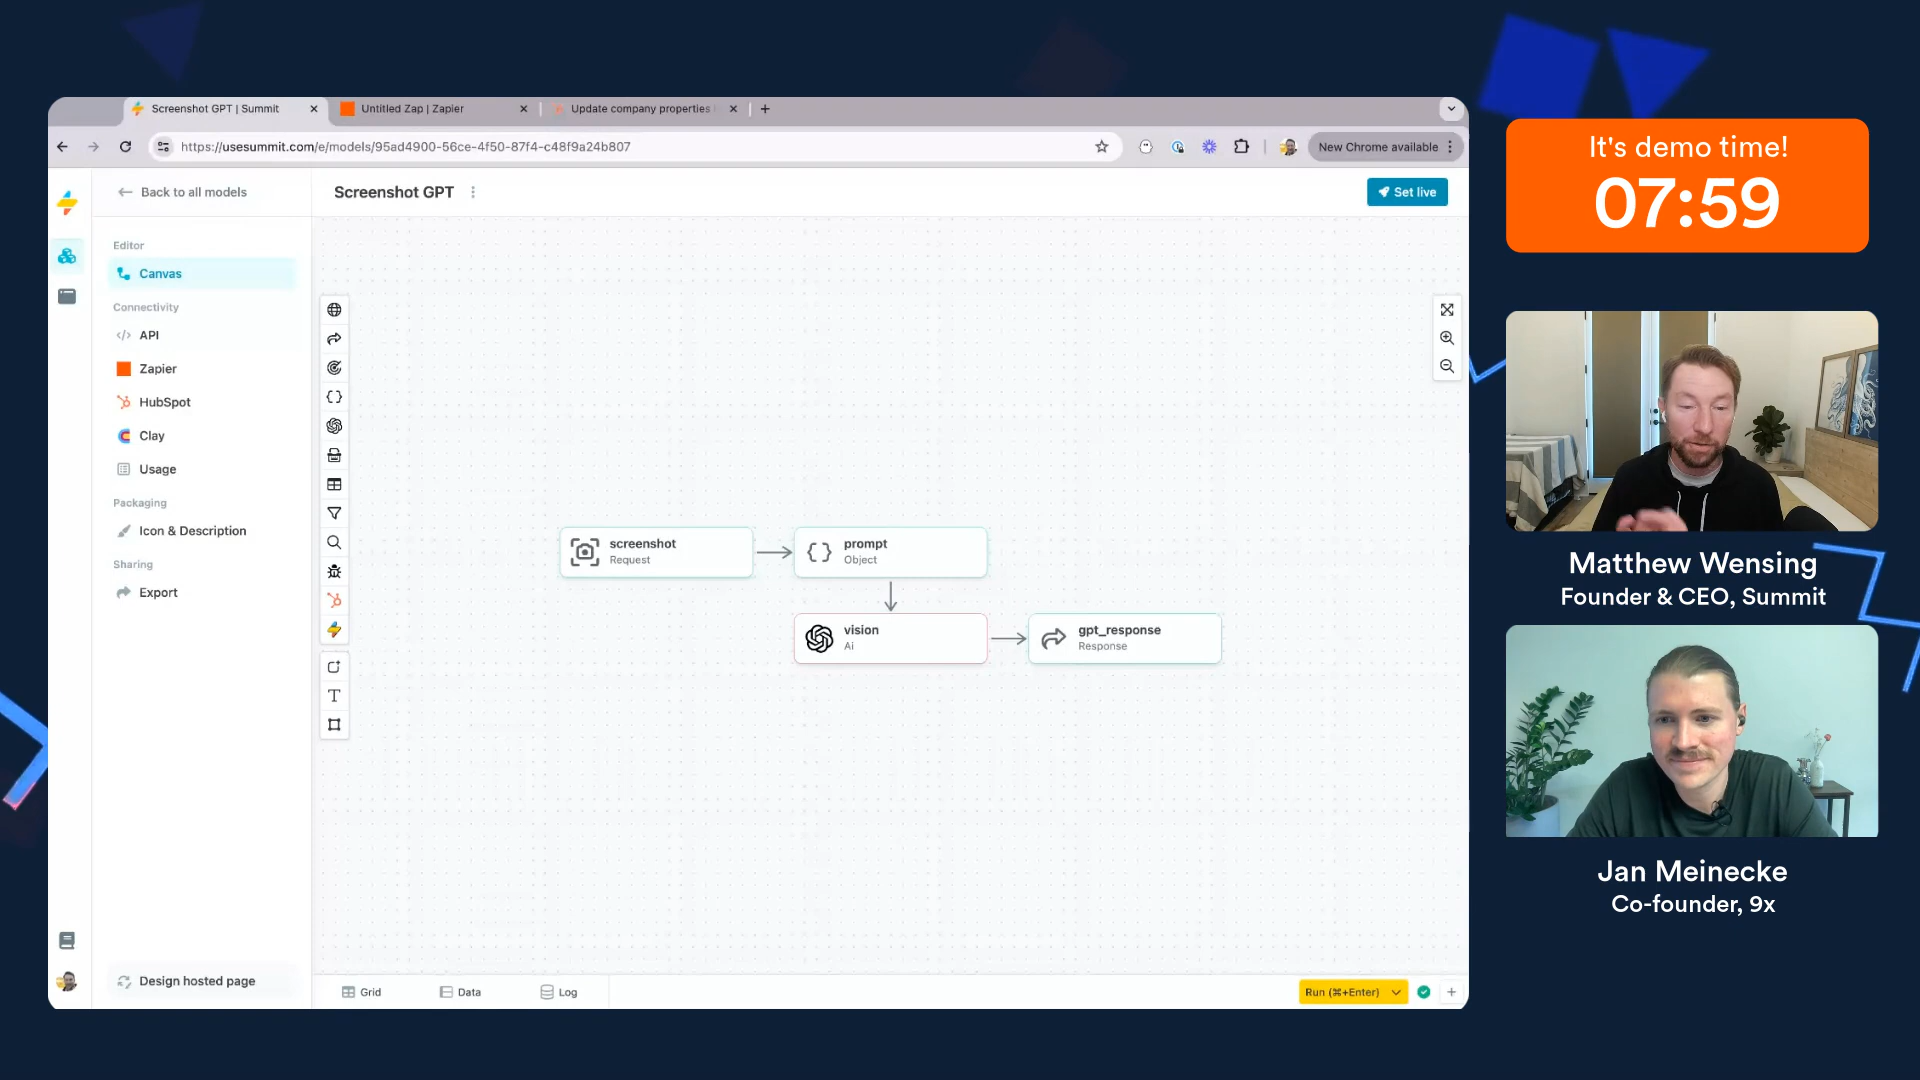 Screenshot GPT | Summit
Untitled Zap | Zapier
Update company properties
https://usesummit.com/e/models/95ad4900-56ce-4f50-87f4-c48f9a24b807
New Chrome available
Back to all models
Screenshot GPT
Set live
Editor
Canvas
Connectivity
API
Zapier
HubSpot
Clay
Usage
Packaging
Icon & Description
Sharing
Export
Design hosted page
screenshot
Request
prompt
Object
vision
Ai
gpt_response
Response
Grid
Data
Log
Run (⌘+Enter)
It's demo time!
07:59
Matthew Wensing
Founder & CEO, Summit
Jan Meinecke
Co-founder, 9x